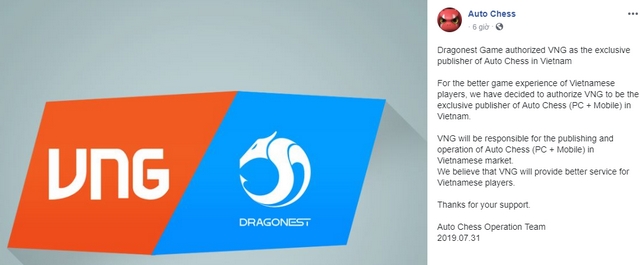 VNG
DRAGONEST
Auto Chess
6 giờ ·
Dragonest Game authorized VNG as the exclusive
publisher of Auto Chess in Vietnam
For the better game experience of Vietnamese
players, we have decided to authorize VNG to be the
exclusive publisher of Auto Chess (PC + Mobile) in
Vietnam.
VNG will be responsible for the publishing and
operation of Auto Chess (PC + Mobile) in
Vietnamese market.
We believe that VNG will provide better service for
Vietnamese players.
Thanks for your support.
Auto Chess Operation Team
2019.07.31